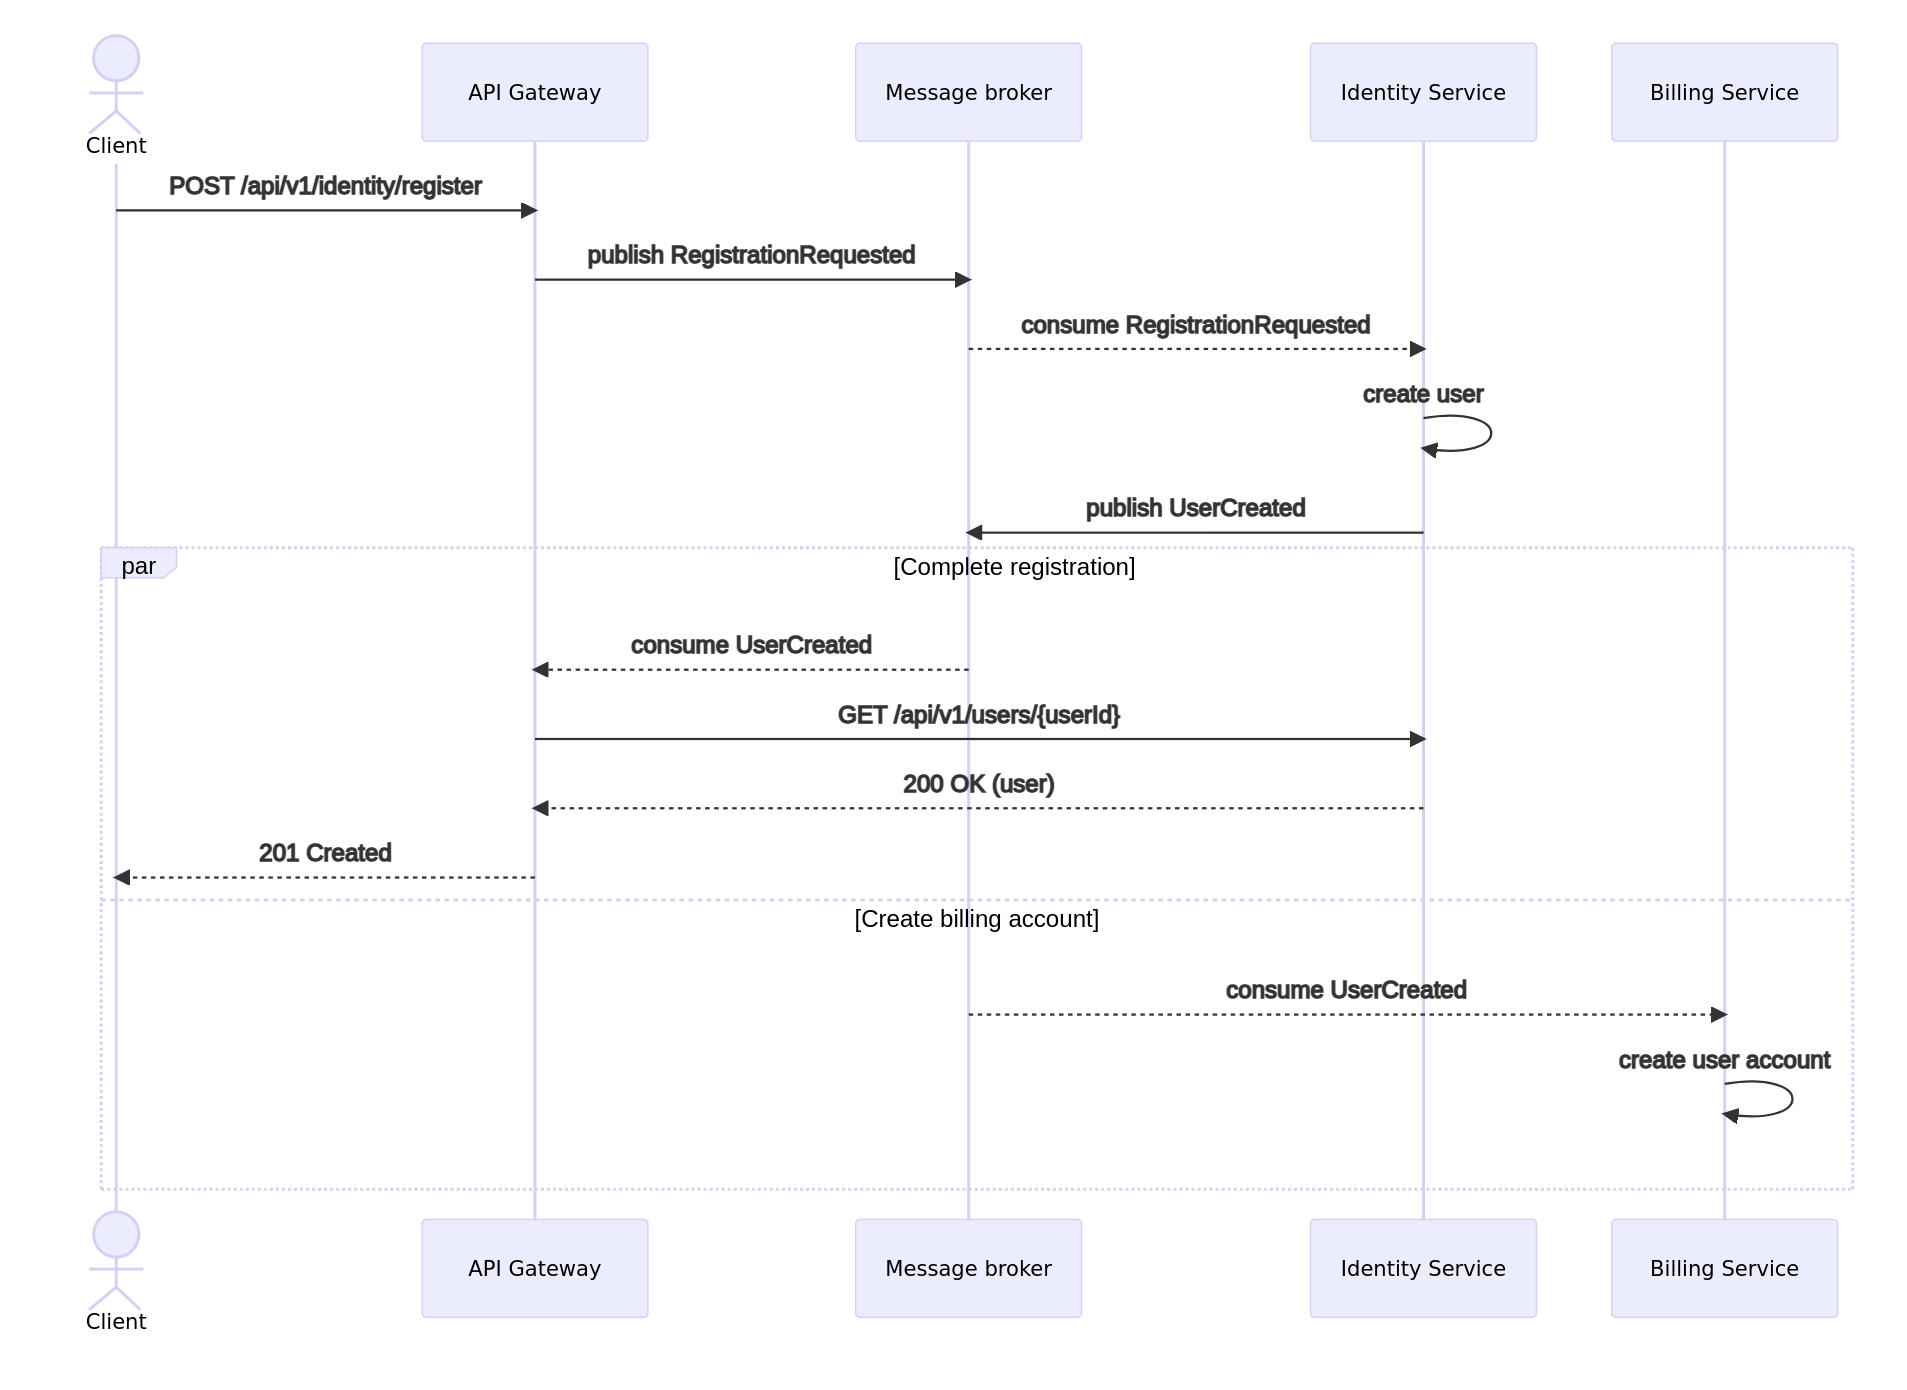 Client
API Gateway
Message broker
Identity Service
Billing Service
POST /api/v1/identity/register
publish RegistrationRequested
consume RegistrationRequested
create user
publish UserCreated
par
[Complete registration]
consume UserCreated
GET /api/v1/users/{userId}
200 OK (user)
201 Created
[Create billing account]
consume UserCreated
create user account
Client
API Gateway
Message broker
Identity Service
Billing Service